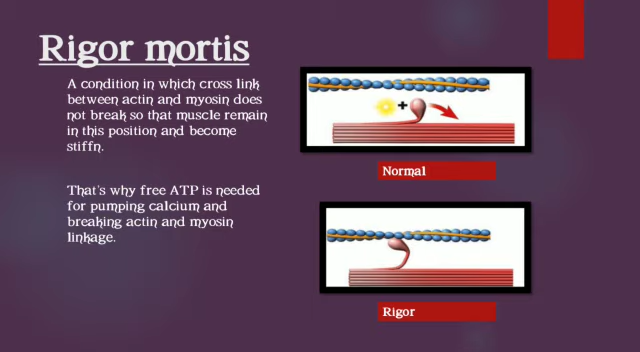 Rigor mortis
A condition in which cross link
between actin and myosin does
not break so that muscle remain
in this position and become
stiffn.
That's why free ATP is needed
for pumping calcium and
breaking actin and myosin
linkage.
+
Normal
Rigor